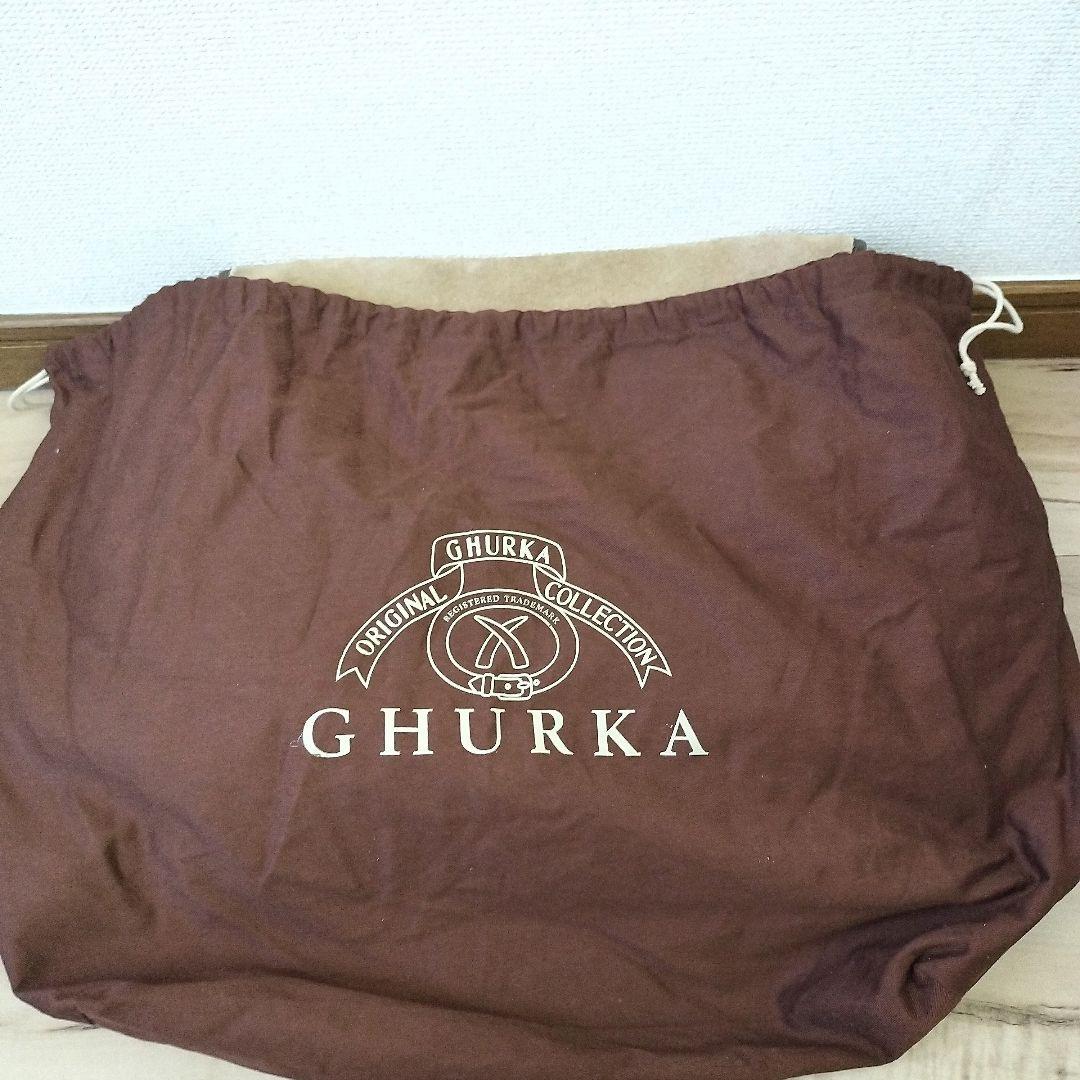 GHURKA
ORIGINAL COLLECTION
REGISTERED TRADEMARK
GHURKA